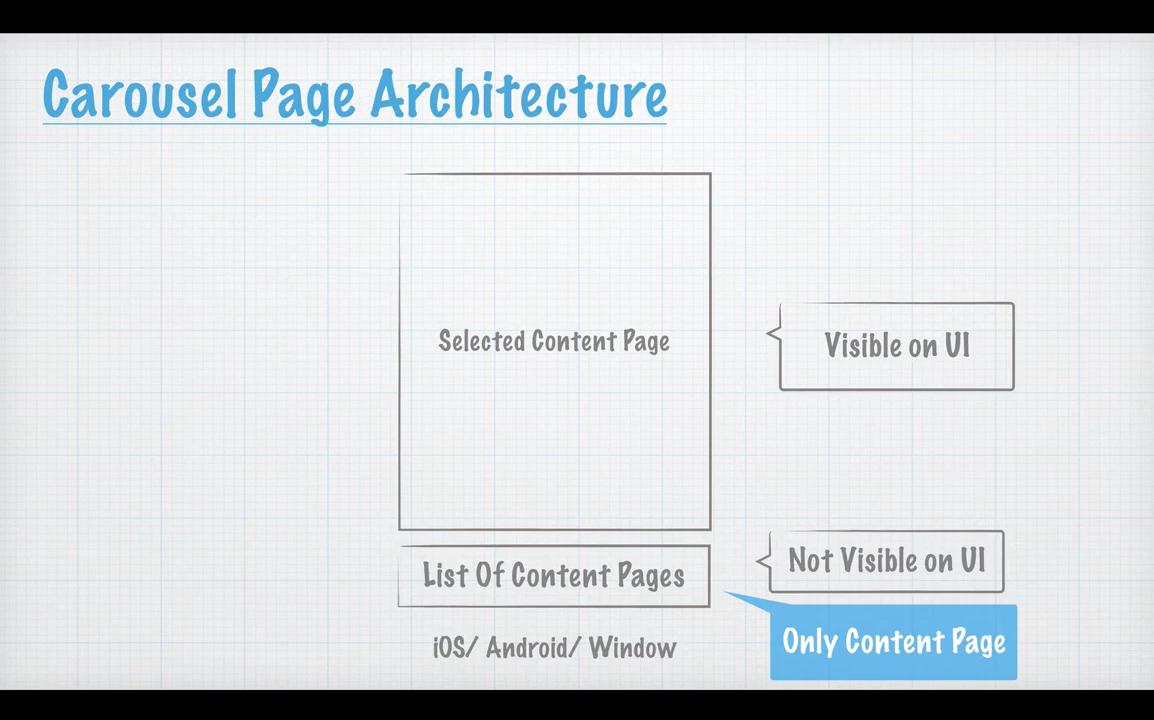 Carousel Page Architecture
Selected Content Page
Visible on UI
List Of Content Pages
Not Visible on UI
iOS/ Android/ Window
Only Content Page